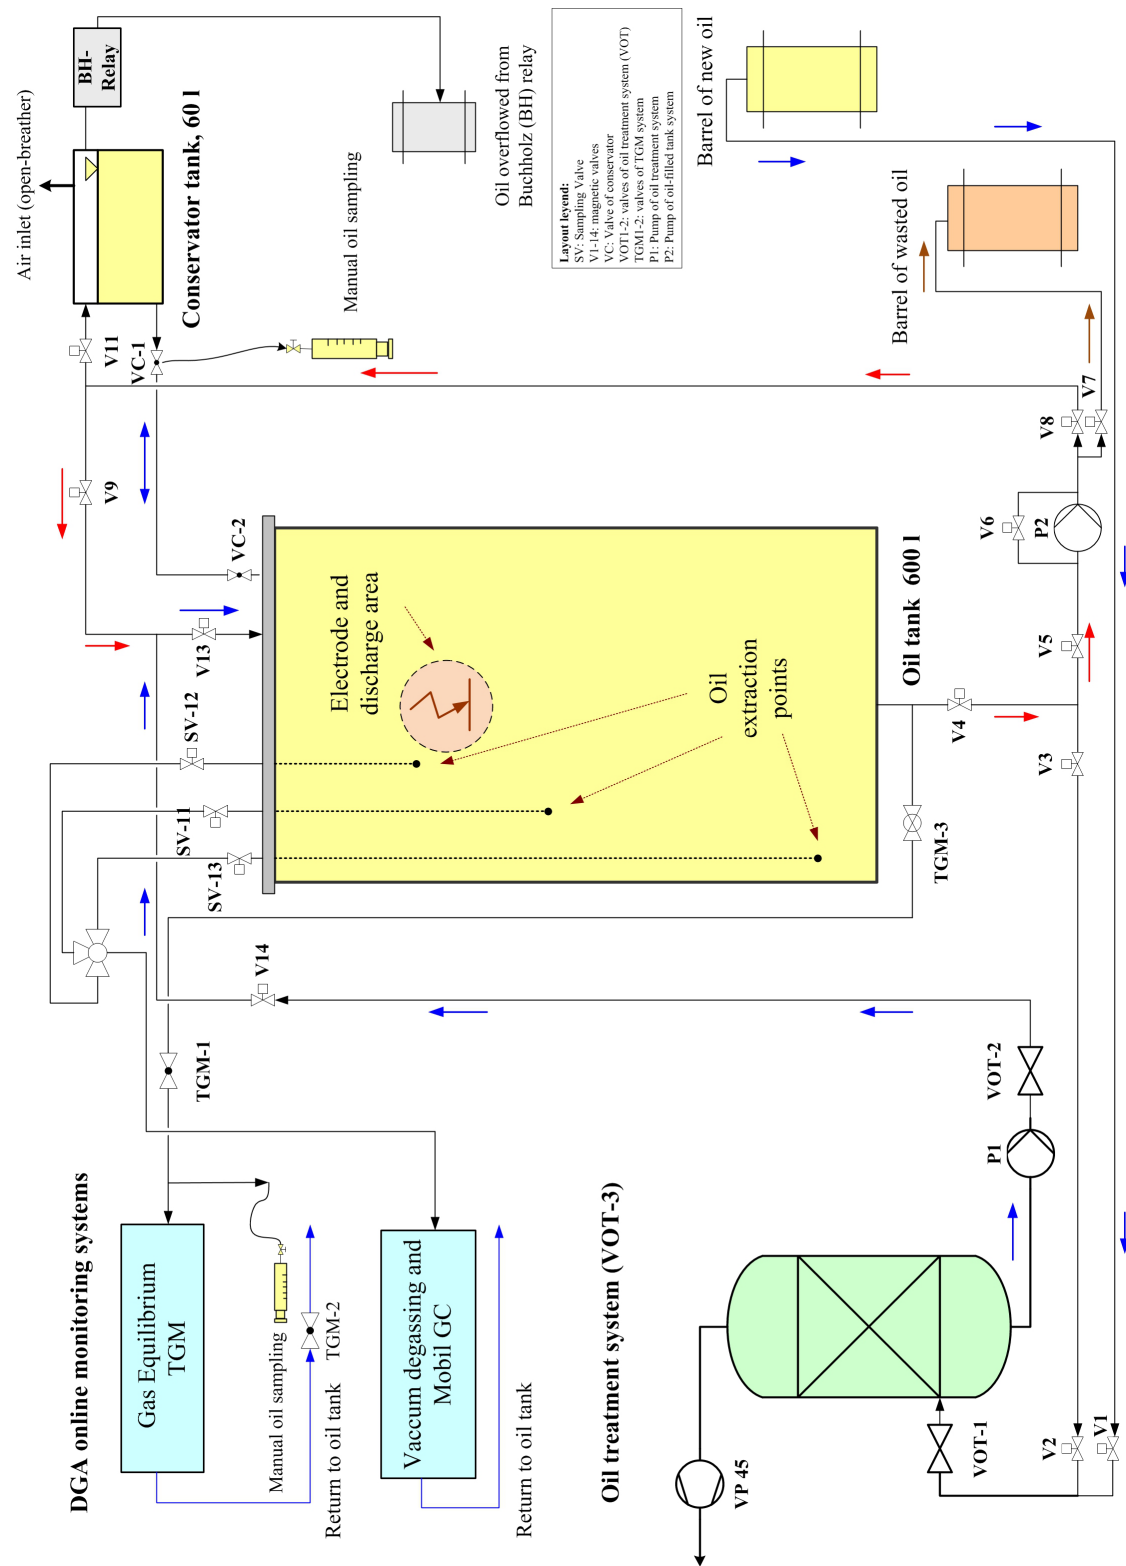 DGA online monitoring systems
Gas Equilibrium
TGM
Manual oil sampling
TGM-2
Return to oil tank
Vaccum degassing and
Mobil GC
Return to oil tank
TGM-1
V14
SV-13
SV-11
SV-12
V13
V9
VC-2
V11
VC-1
Air inlet (open-breather)
BH-
Relay
Conservator tank, 60 l
Manual oil sampling
Oil overflowed from
Buchholz (BH) relay
Layout leyend:
SV: Sampling Valve
V1-14: magnetic valves
VC: Valve of conservator
VOT1-2: valves of oil treatment system (VOT)
TGM1-2: valves of TGM system
P1: Pump of oil treatment system
P2: Pump of oil-filled tank system
Electrode and
discharge area
Oil
extraction
points
Oil tank 600 l
TGM-3
Oil treatment system (VOT-3)
VP 45
VOT-1
P1
VOT-2
V2
V1
V3
V4
V5
V6
P2
V8
V7
Barrel of new oil
Barrel of wasted oil